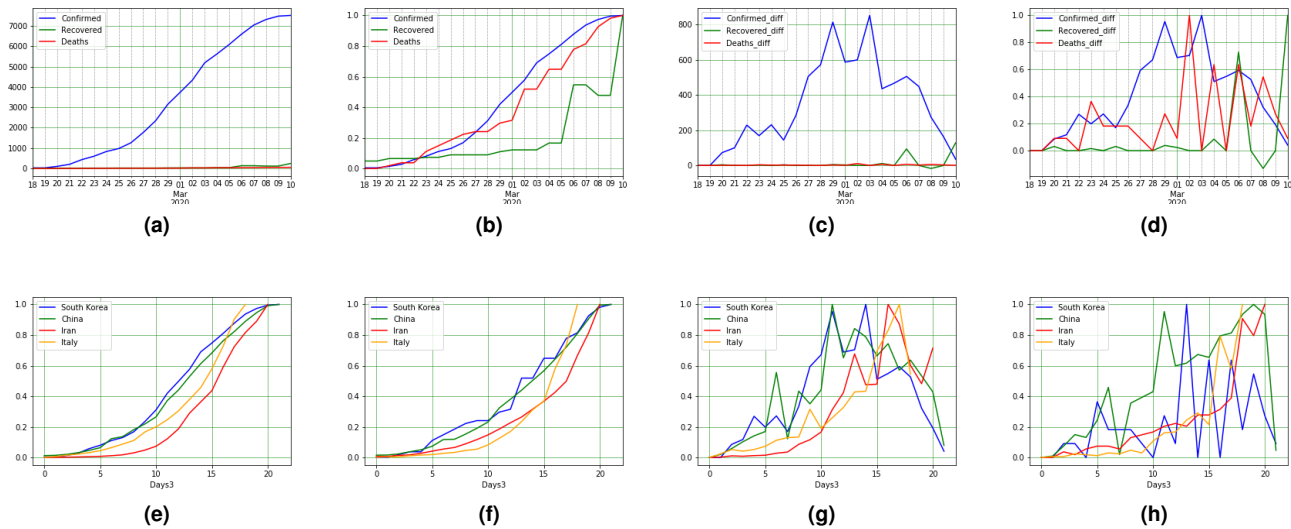 Confirmed
Recovered
Deaths
7000
6000
5000
4000
3000
2000
1000
0
18 19 20 21 22 23 24 25 26 27 28 29 01 02 03 04 05 06 07 08 09 10
Mar
2020
(a)
Confirmed
Recovered
Deaths
1.0
0.8
0.6
0.4
0.2
0.0
18 19 20 21 22 23 24 25 26 27 28 29 01 02 03 04 05 06 07 08 09 10
Mar
2020
(b)
Confirmed_diff
Recovered_diff
Deaths_diff
800
600
400
200
0
18 19 20 21 22 23 24 25 26 27 28 29 01 02 03 04 05 06 07 08 09 10
Mar
2020
(c)
Confirmed_diff
Recovered_diff
Deaths_diff
1.0
0.8
0.6
0.4
0.2
0.0
18 19 20 21 22 23 24 25 26 27 28 29 01 02 03 04 05 06 07 08 09 10
Mar
2020
(d)
South Korea
China
Iran
Italy
1.0
0.8
0.6
0.4
0.2
0.0
0 5 10 15 20
Days3
(e)
South Korea
China
Iran
Italy
1.0
0.8
0.6
0.4
0.2
0.0
0 5 10 15 20
Days3
(f)
South Korea
China
Iran
Italy
1.0
0.8
0.6
0.4
0.2
0.0
0 5 10 15 20
Days3
(g)
South Korea
China
Iran
Italy
1.0
0.8
0.6
0.4
0.2
0.0
0 5 10 15 20
Days3
(h)